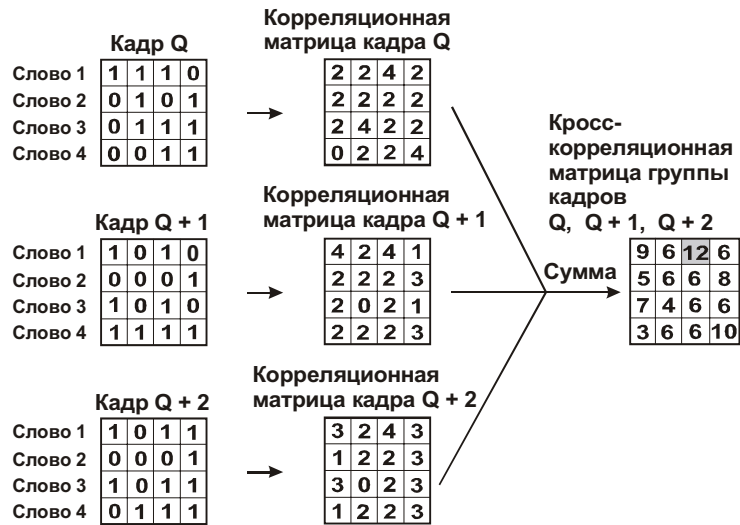 Корреляционная
матрица кадра Q
Кадр Q
Слово 1 1 1 1 0
Слово 2 0 1 0 1
Слово 3 0 1 1 1
Слово 4 0 0 1 1
2 2 4 2
2 2 2 2
2 4 2 2
0 2 2 4
Корреляционная
матрица кадра Q + 1
Кадр Q + 1
Слово 1 1 0 1 0
Слово 2 0 0 0 1
Слово 3 1 0 1 0
Слово 4 1 1 1 1
4 2 4 1
2 2 2 3
2 0 2 1
2 2 2 3
Корреляционная
матрица кадра Q + 2
Кадр Q + 2
Слово 1 1 0 1 1
Слово 2 0 0 0 1
Слово 3 1 0 1 1
Слово 4 0 1 1 1
3 2 4 3
1 2 2 3
3 0 2 3
1 2 2 3
Сумма
Кросс-
корреляционная
матрица группы
кадров
Q, Q + 1, Q + 2
9 6 12 6
5 6 6 8
7 4 6 6
3 6 6 10